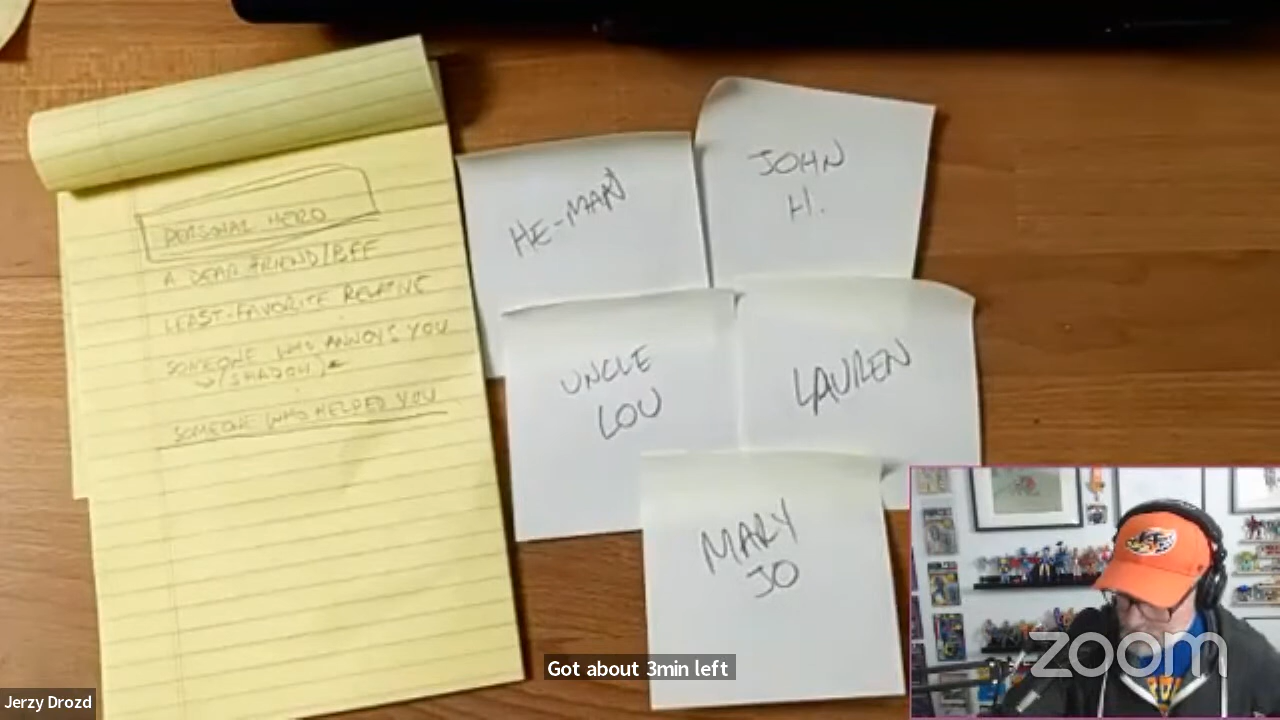 PERSONAL HERO
A DEAR FRIEND/BFF
LEAST-FAVORITE RELATIVE
SOMEONE WHO ANNOYS YOU
(SHADOW)
SOMEONE WHO HELPED YOU
HE-MAN
JOHN
H.
UNCLE
LOU
LAUREN
MARY
JO
Got about 3min left
Jerzy Drozd
zoom